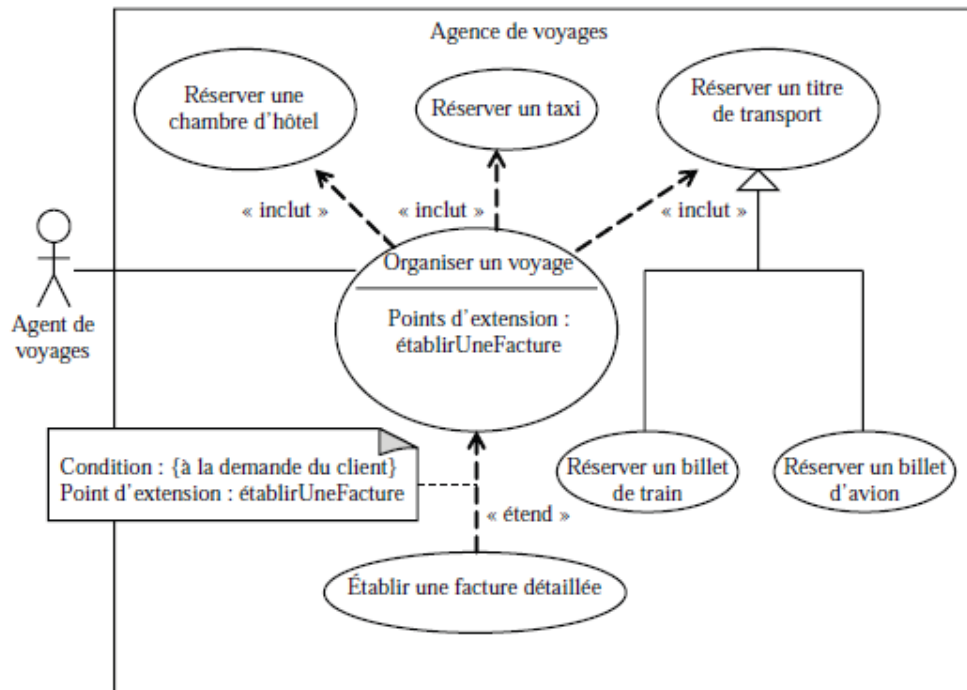 Agence de voyages
Réserver une
chambre d'hôtel
Réserver un taxi
Réserver un titre
de transport
« inclut »
« inclut »
« inclut »
Organiser un voyage
Points d'extension :
établirUneFacture
Agent de
voyages
Condition : {à la demande du client}
Point d'extension : établirUneFacture
Réserver un billet
de train
Réserver un billet
d'avion
« étend »
Établir une facture détaillée